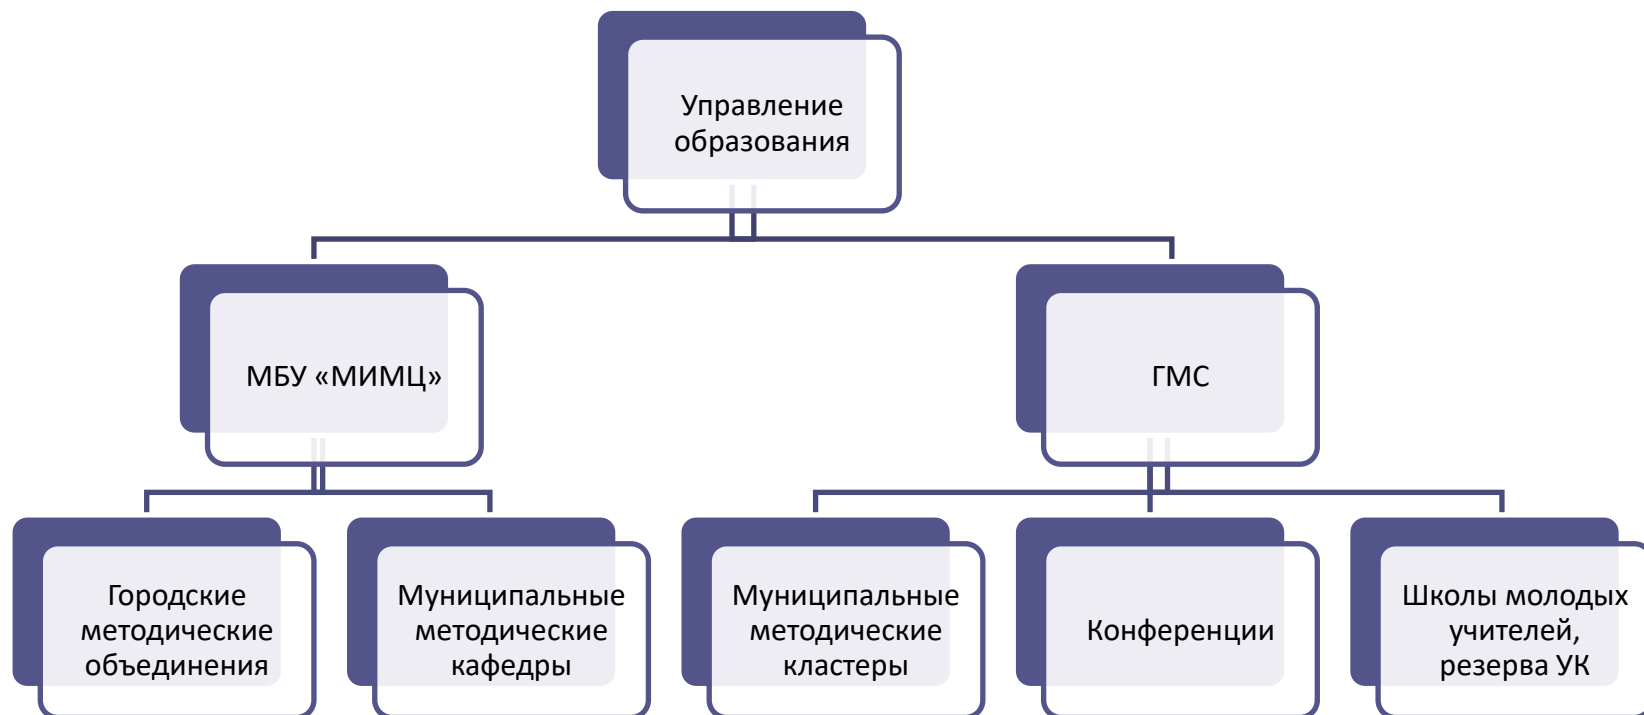 Управление
образования
МБУ «МИМЦ»
ГМС
Городские
методические
объединения
Муниципальные
методические
кафедры
Муниципальные
методические
кластеры
Конференции
Школы молодых
учителей,
резерва УК